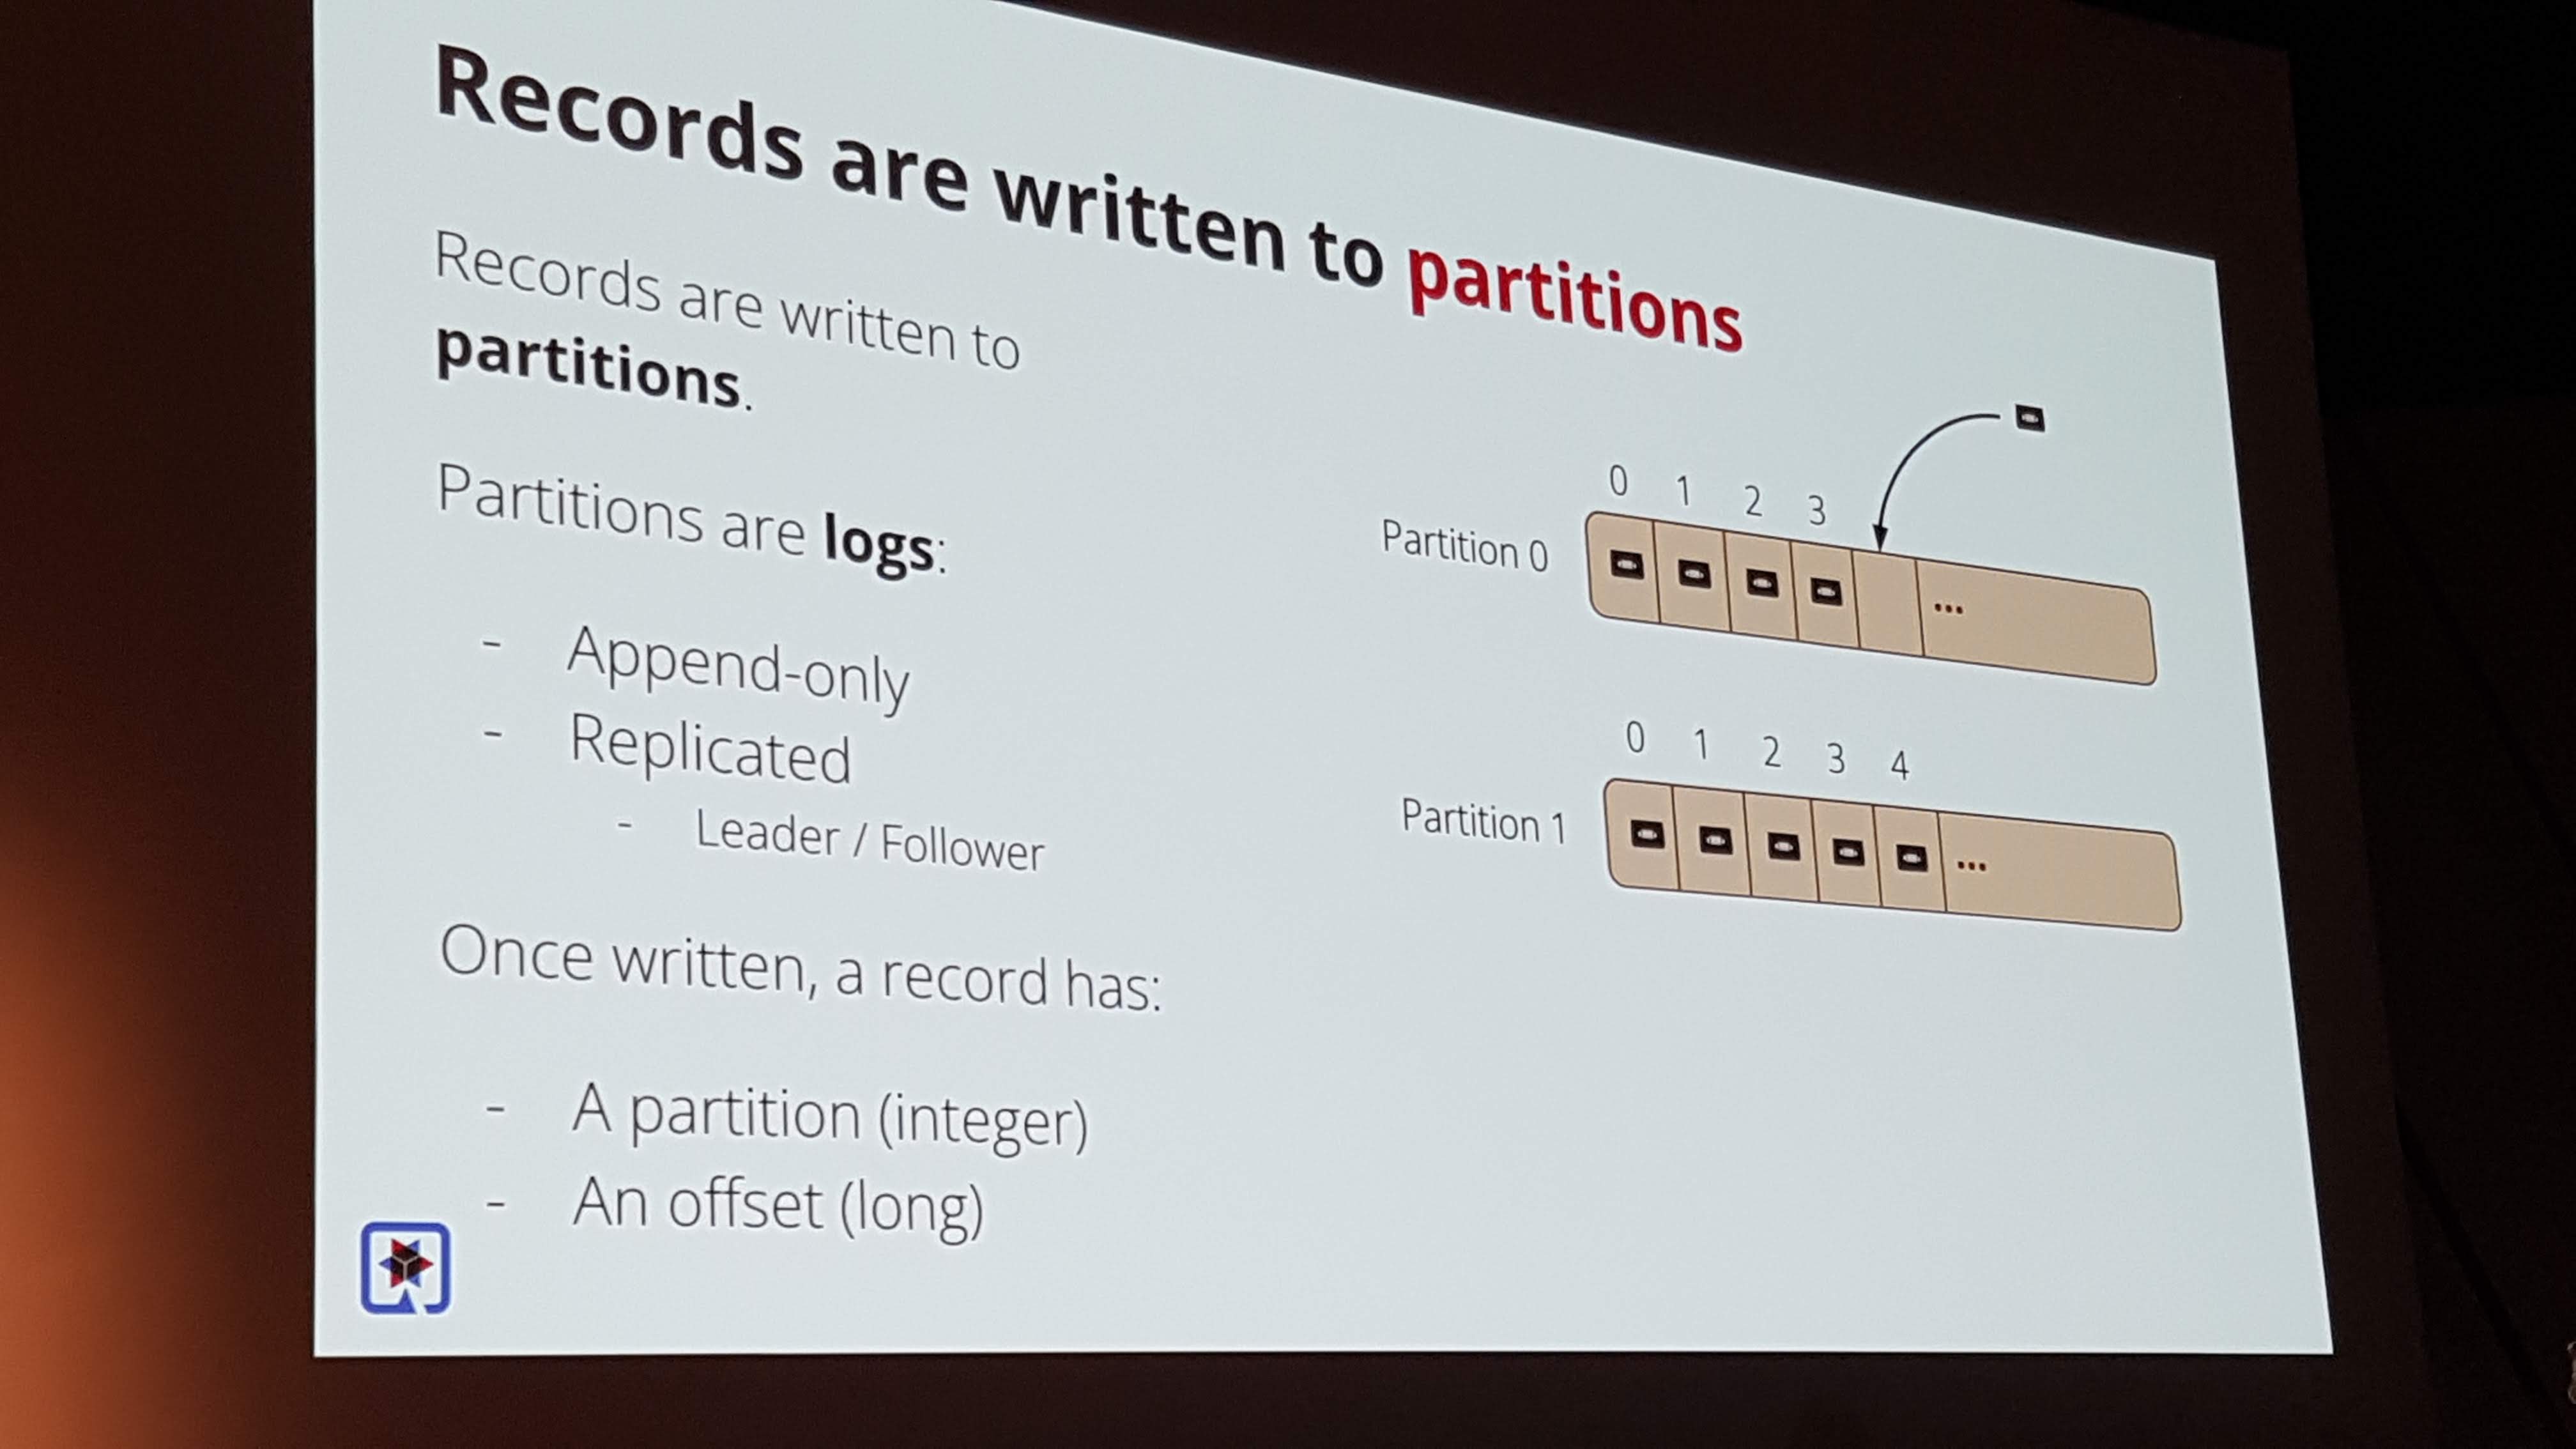 Records are written to partitions
Records are written to
partitions.
Partitions are logs:
- Append-only
- Replicated
- Leader / Follower
Once written, a record has:
- A partition (integer)
- An offset (long)
0 1 2 3
Partition 0
...
0 1 2 3 4
Partition 1
...